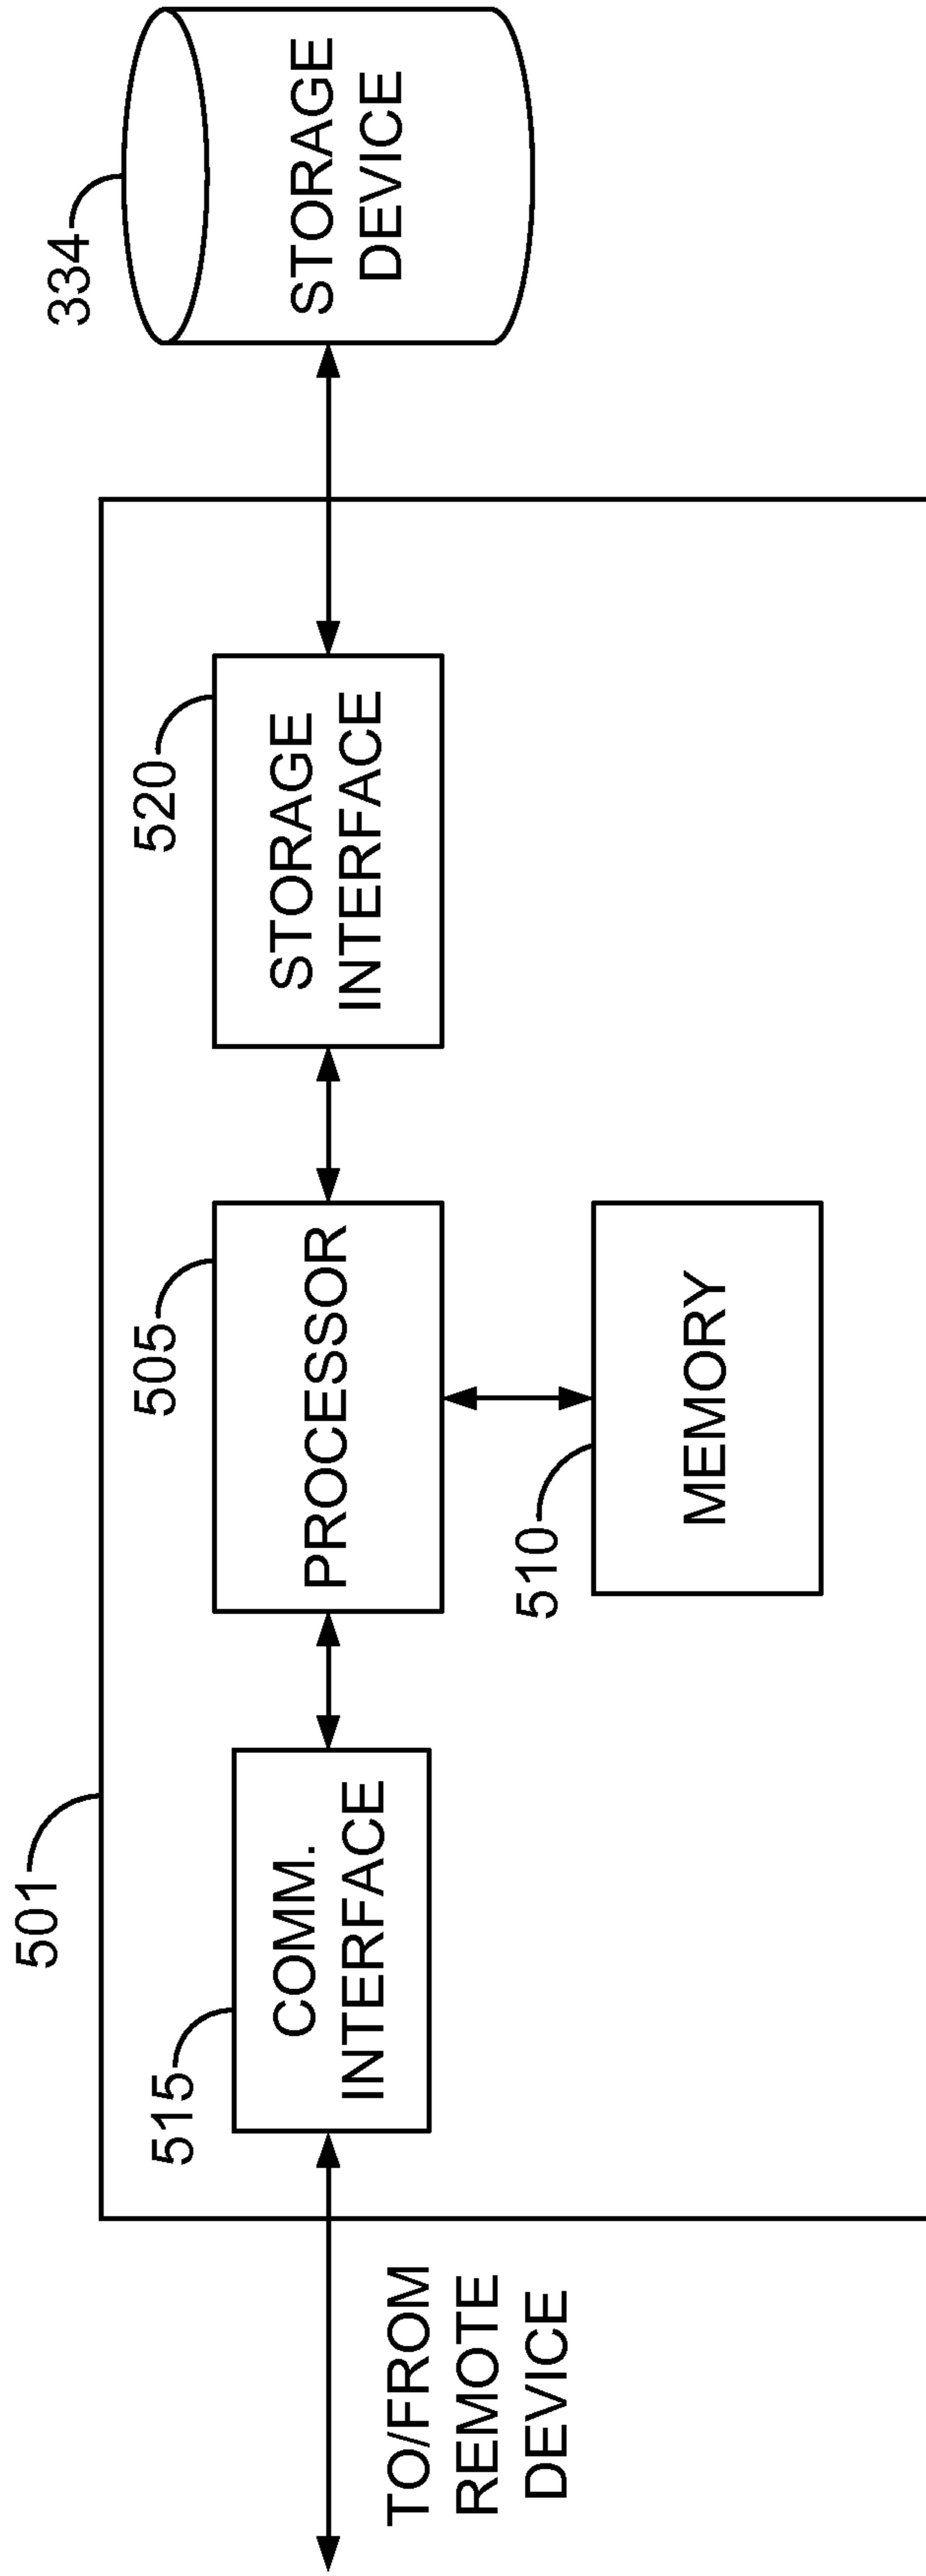 501
515
COMM.
INTERFACE
TO/FROM
REMOTE
DEVICE
505
PROCESSOR
510
MEMORY
520
STORAGE
INTERFACE
334
STORAGE
DEVICE